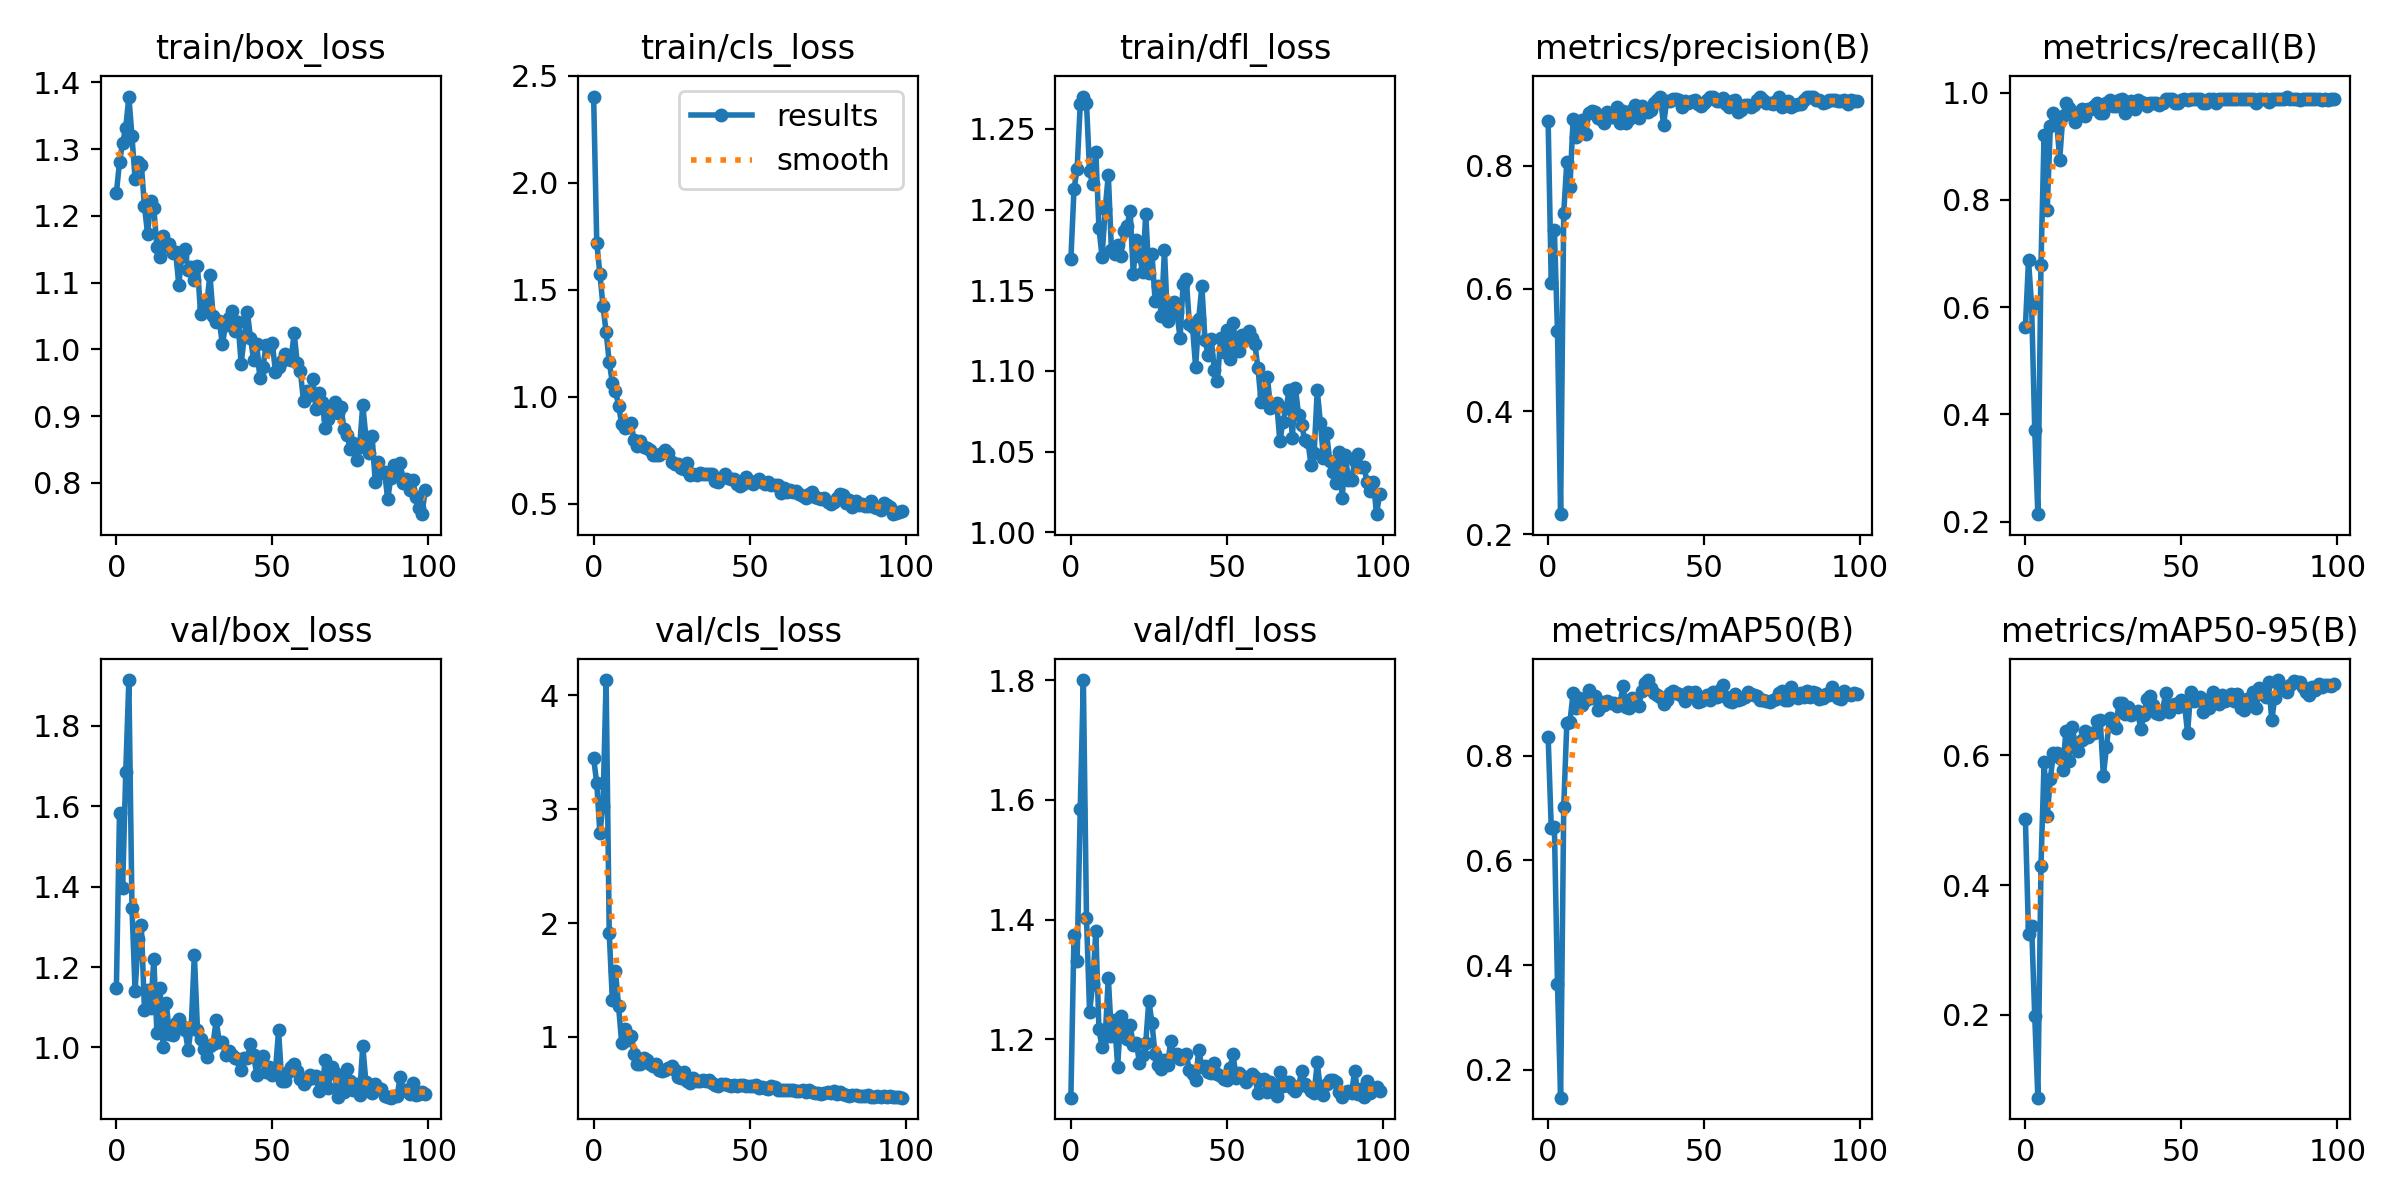 train/box_loss
1.4
1.3
1.2
1.1
1.0
0.9
0.8
0 50 100
train/cls_loss
results
smooth
2.5
2.0
1.5
1.0
0.5
0 50 100
train/dfl_loss
1.25
1.20
1.15
1.10
1.05
1.00
0 50 100
metrics/precision(B)
0.8
0.6
0.4
0.2
0 50 100
metrics/recall(B)
1.0
0.8
0.6
0.4
0.2
0 50 100
val/box_loss
1.8
1.6
1.4
1.2
1.0
0 50 100
val/cls_loss
4
3
2
1
0 50 100
val/dfl_loss
1.8
1.6
1.4
1.2
0 50 100
metrics/mAP50(B)
0.8
0.6
0.4
0.2
0 50 100
metrics/mAP50-95(B)
0.6
0.4
0.2
0 50 100